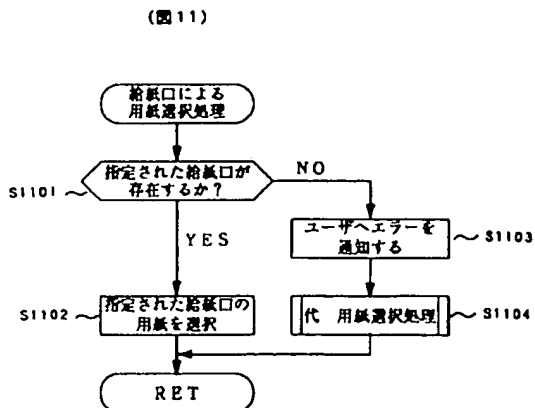 (図11)
給紙口による
用紙選択処理
指定された給紙口が
存在するか?
S1101
NO
YES
ユーザへエラーを
通知する
S1103
指定された給紙口の
用紙を選択
S1102
代 用紙選択処理
S1104
RET